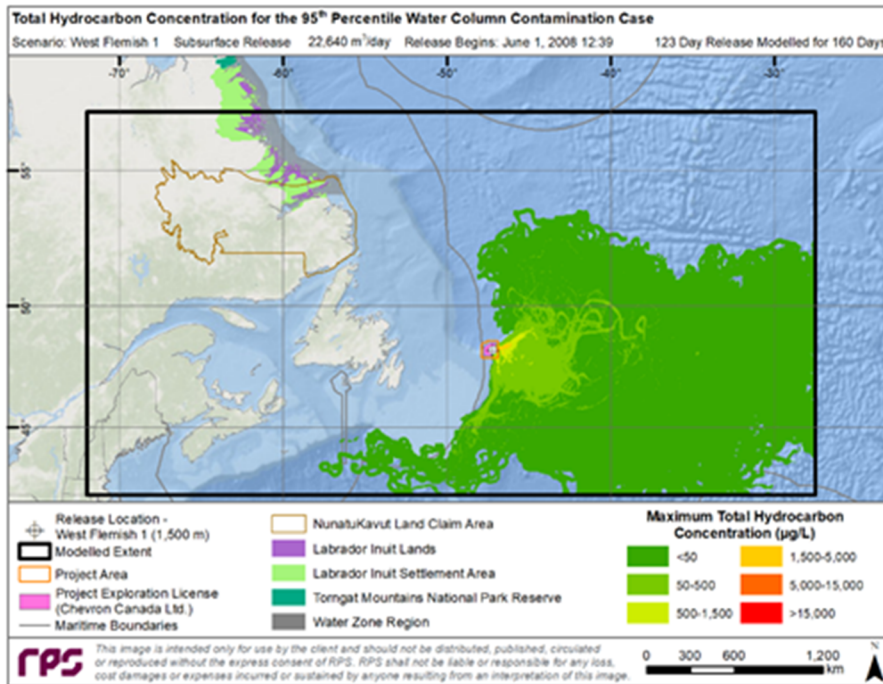 Total Hydrocarbon Concentration for the 95th Percentile Water Column Contamination Case
Scenario: West Flemish 1 Subsurface Release 22,640 m³/day Release Begins: June 1, 2008 12:39 123 Day Release Modelled for 160 Days
-70° -60° -50° -40° -30°
55°
50°
45°
Release Location -
West Flemish 1 (1,500 m)
Modelled Extent
Project Area
Project Exploration License
(Chevron Canada Ltd.)
Maritime Boundaries
NunatuKavut Land Claim Area
Labrador Inuit Lands
Labrador Inuit Settlement Area
Torngat Mountains National Park Reserve
Water Zone Region
Maximum Total Hydrocarbon
Concentration (µg/L)
<50
50-500
500-1,500
1,500-5,000
5,000-15,000
>15,000
RPS
This image is intended only for use by the client and should not be distributed, published, circulated
or reproduced without the express consent of RPS. RPS shall not be liable or responsible for any loss,
cost damages or expenses incurred or sustained by anyone resulting from an interpretation of this image.
0 300 600 1,200
km
N